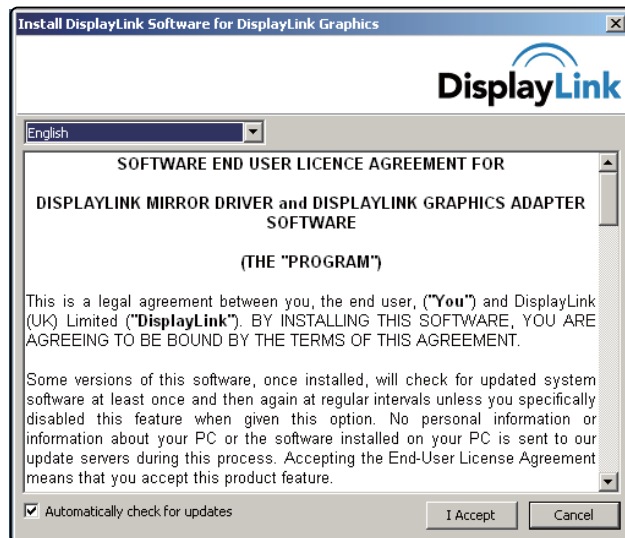 Install DisplayLink Software for DisplayLink Graphics
DisplayLink
English
SOFTWARE END USER LICENCE AGREEMENT FOR
DISPLAYLINK MIRROR DRIVER and DISPLAYLINK GRAPHICS ADAPTER
SOFTWARE
(THE "PROGRAM")
This is a legal agreement between you, the end user, ("You") and DisplayLink
(UK) Limited ("DisplayLink"). BY INSTALLING THIS SOFTWARE, YOU ARE
AGREEING TO BE BOUND BY THE TERMS OF THIS AGREEMENT.
Some versions of this software, once installed, will check for updated system
software at least once and then again at regular intervals unless you specifically
disabled this feature when given this option. No personal information or
information about your PC or the software installed on your PC is sent to our
update servers during this process. Accepting the End-User License Agreement
means that you accept this product feature.
Automatically check for updates
I Accept
Cancel